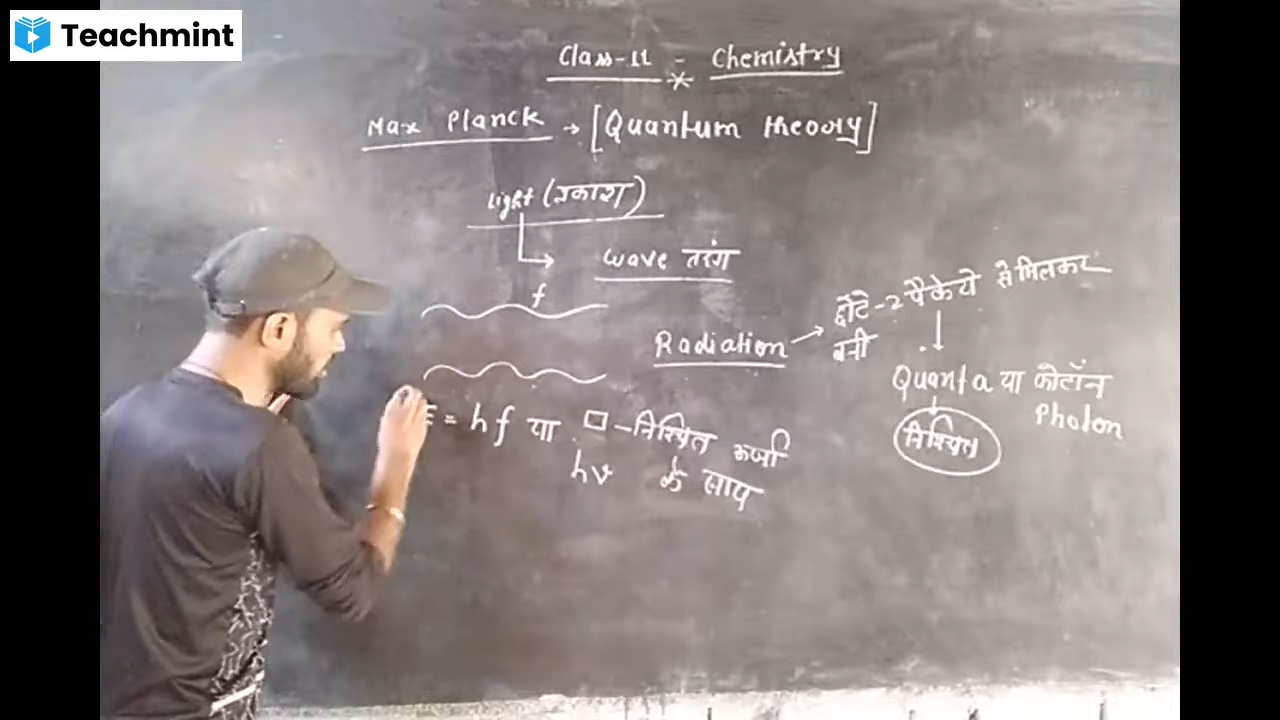 Teachmint
Class-11 - Chemistry
Max Planck → [Quantum theory]
Light (प्रकाश)
wave तरंग
f
Radiation → छोटे-2 पैकेटो से मिलकर
बनी
Quanta या फोटॉन
Photon
निश्चित
E = hf या □ - निश्चित ऊर्जा
hν के साथ